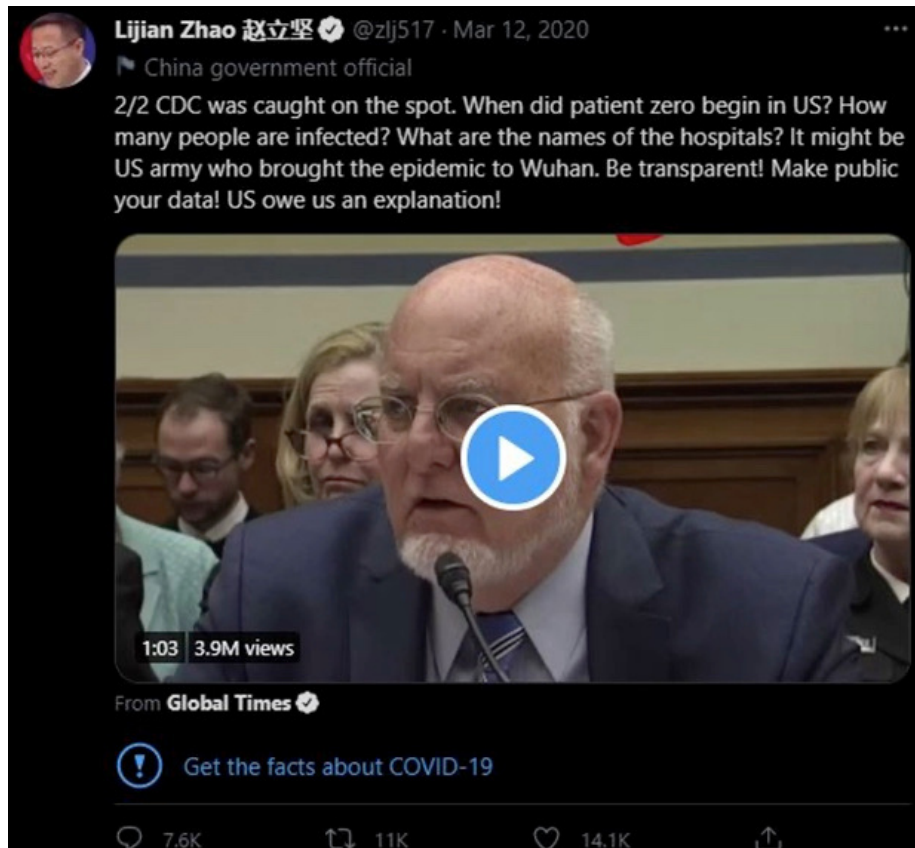 Lijian Zhao 赵立坚 @zlj517 · Mar 12, 2020
China government official
2/2 CDC was caught on the spot. When did patient zero begin in US? How
many people are infected? What are the names of the hospitals? It might be
US army who brought the epidemic to Wuhan. Be transparent! Make public
your data! US owe us an explanation!
1:03 3.9M views
From Global Times
Get the facts about COVID-19
7.6K 11K 14.1K